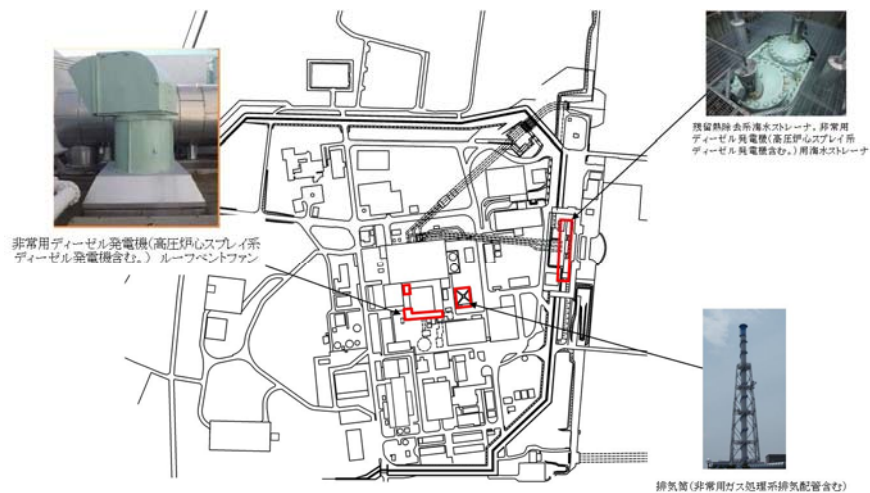 残留熱除去系海水ストレーナ、非常用
ディーゼル発電機(高圧炉心スプレイ系
ディーゼル発電機含む。)用海水ストレーナ
非常用ディーゼル発電機(高圧炉心スプレイ系
ディーゼル発電機含む。) ルーフベントファン
排気筒(非常用ガス処理系排気配管含む)